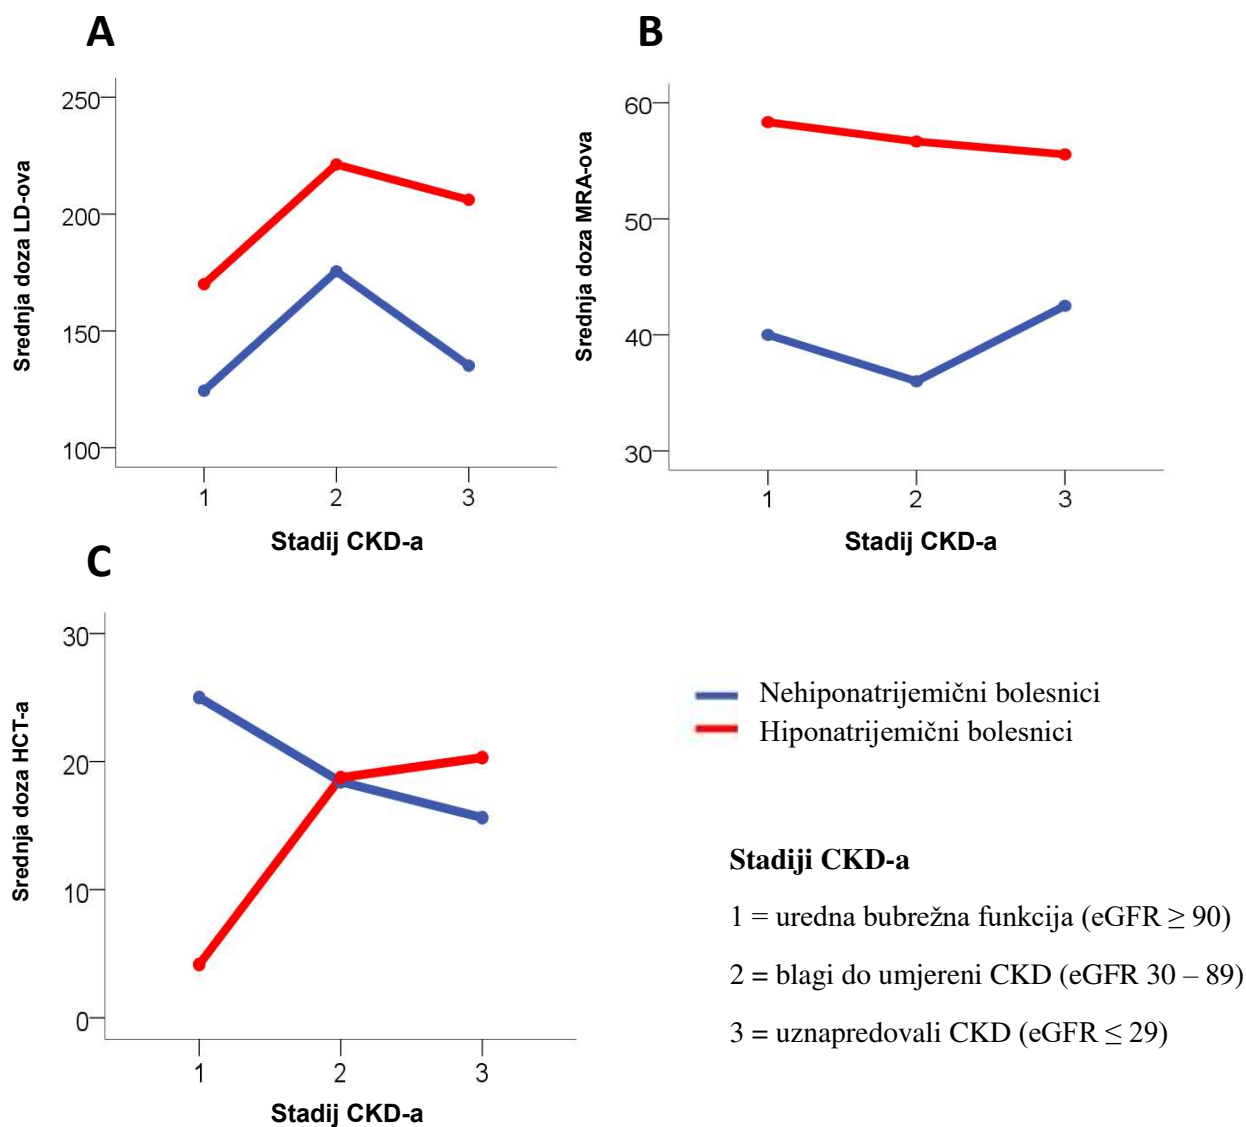 A
250
200
150
100
Srednja doza LD-ova
1 2 3
Stadij CKD-a
B
60
50
40
30
Srednja doza MRA-ova
1 2 3
Stadij CKD-a
C
30
20
10
0
Srednja doza HCT-a
1 2 3
Stadij CKD-a
Nehiponatrijemični bolesnici
Hiponatrijemični bolesnici
Stadiji CKD-a
1 = uredna bubrežna funkcija (eGFR ≥ 90)
2 = blagi do umjereni CKD (eGFR 30 – 89)
3 = uznapredovali CKD (eGFR ≤ 29)